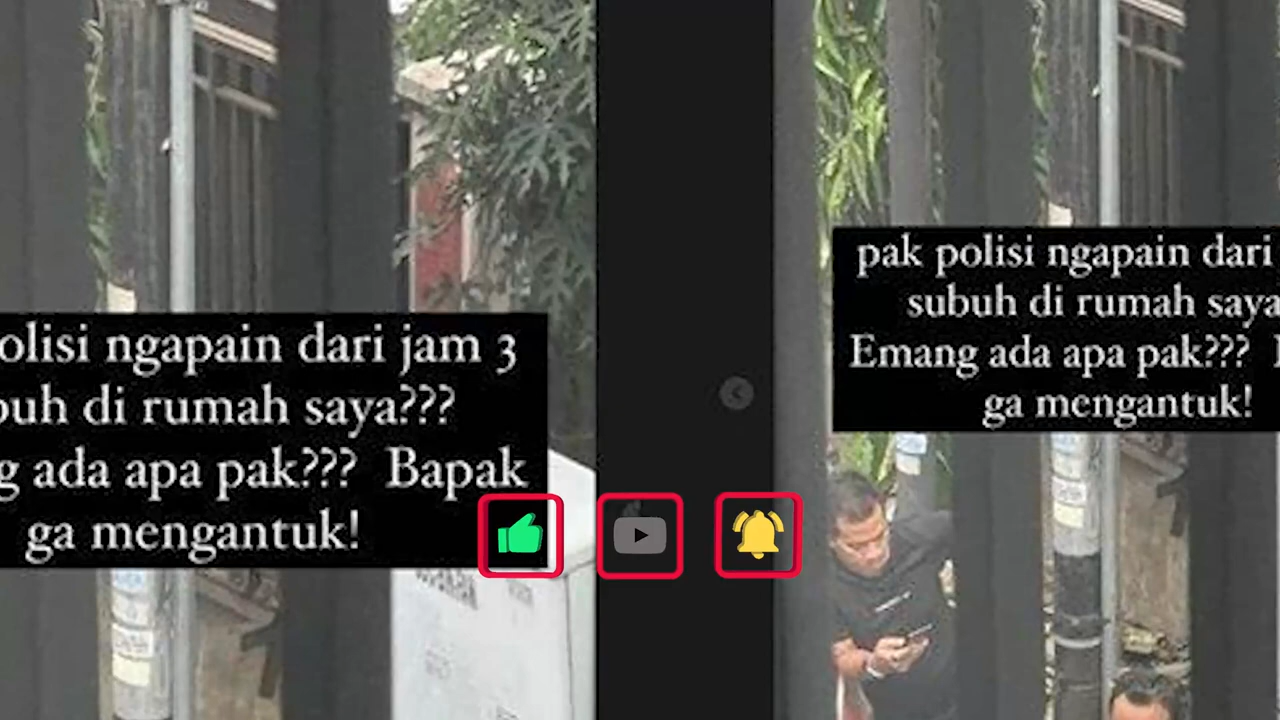 olisi ngapain dari jam 3
buh di rumah saya???
g ada apa pak??? Bapak
ga mengantuk!
pak polisi ngapain dari
subuh di rumah saya
Emang ada apa pak???
ga mengantuk!